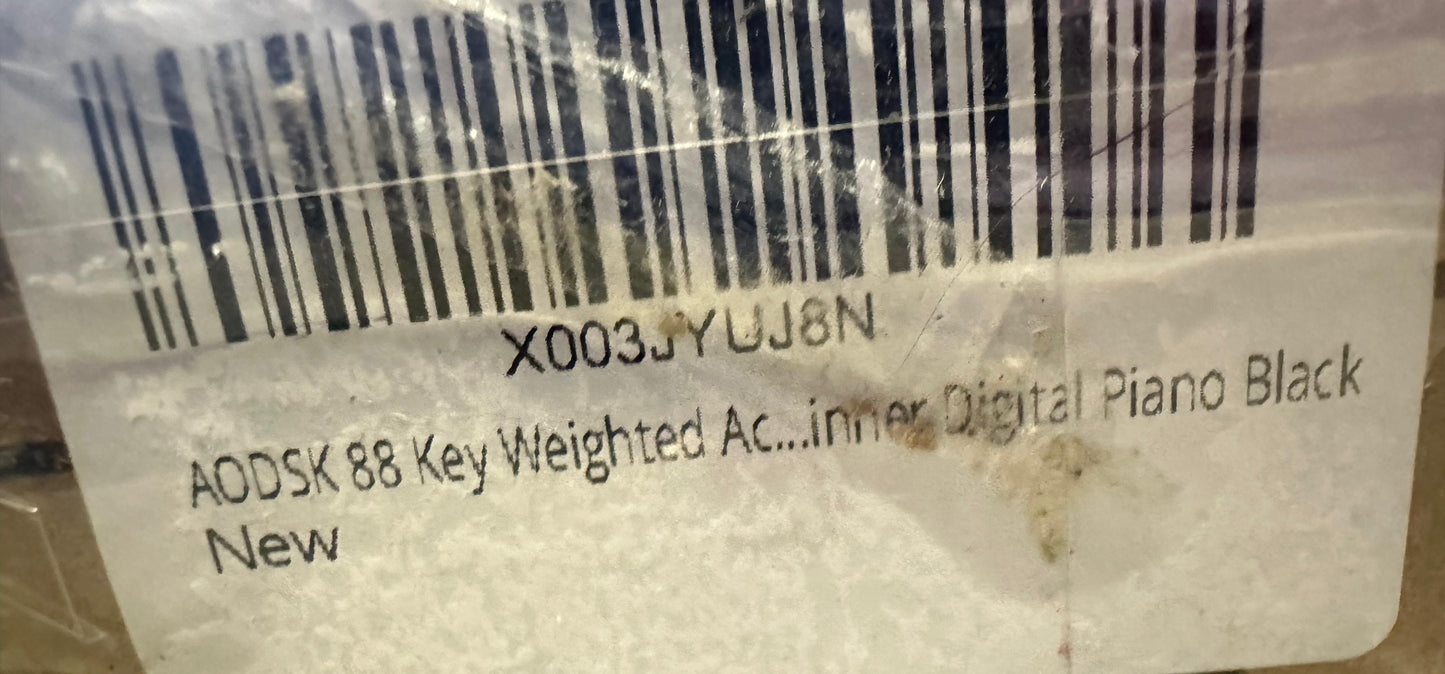 X003JYUJ8N
AODSK 88 Key Weighted Ac...inner Digital Piano Black
New